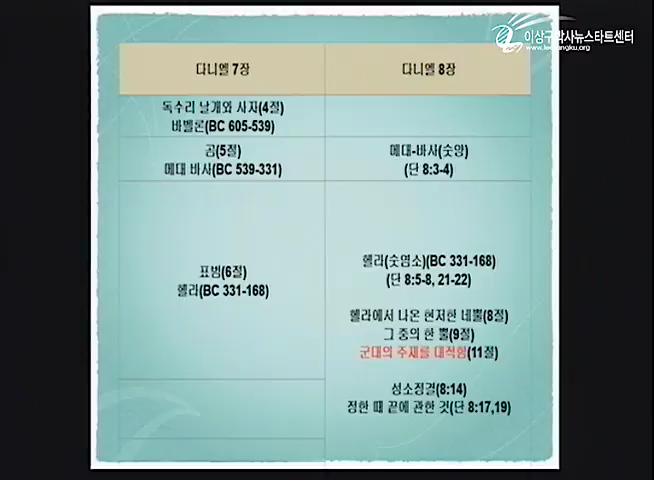 이상구박사뉴스타트센터
www.leesangku.org
다니엘 7장
다니엘 8장
독수리 날개와 사자(4절)
바벨론(BC 605-539)
곰(5절)
메대 바사(BC 539-331)
메대-바사(숫양)
(단 8:3-4)
표범(6절)
헬라(BC 331-168)
헬라(숫염소)(BC 331-168)
(단 8:5-8, 21-22)
헬라에서 나온 현저한 네뿔(8절)
그 중의 한 뿔(9절)
군대의 주재를 대적함(11절)
성소정결(8:14)
정한 때 끝에 관한 것(단 8:17,19)